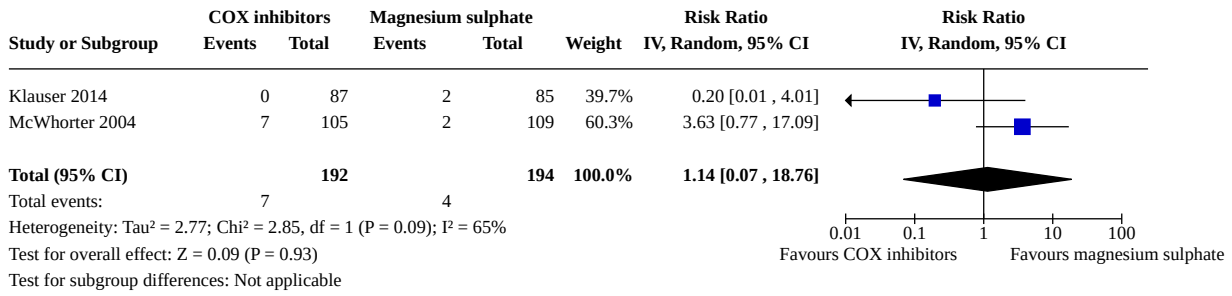 COX inhibitors Magnesium sulphate Risk Ratio Risk Ratio
Study or Subgroup Events Total Events Total Weight IV, Random, 95% CI IV, Random, 95% CI
Klauser 2014 0 87 2 85 39.7% 0.20 [0.01 , 4.01]
McWhorter 2004 7 105 2 109 60.3% 3.63 [0.77 , 17.09]
Total (95% CI) 192 194 100.0% 1.14 [0.07 , 18.76]
Total events: 7 4
Heterogeneity: Tau² = 2.77; Chi² = 2.85, df = 1 (P = 0.09); I² = 65%
0.01 0.1 1 10 100
Test for overall effect: Z = 0.09 (P = 0.93)
Favours COX inhibitors Favours magnesium sulphate
Test for subgroup differences: Not applicable